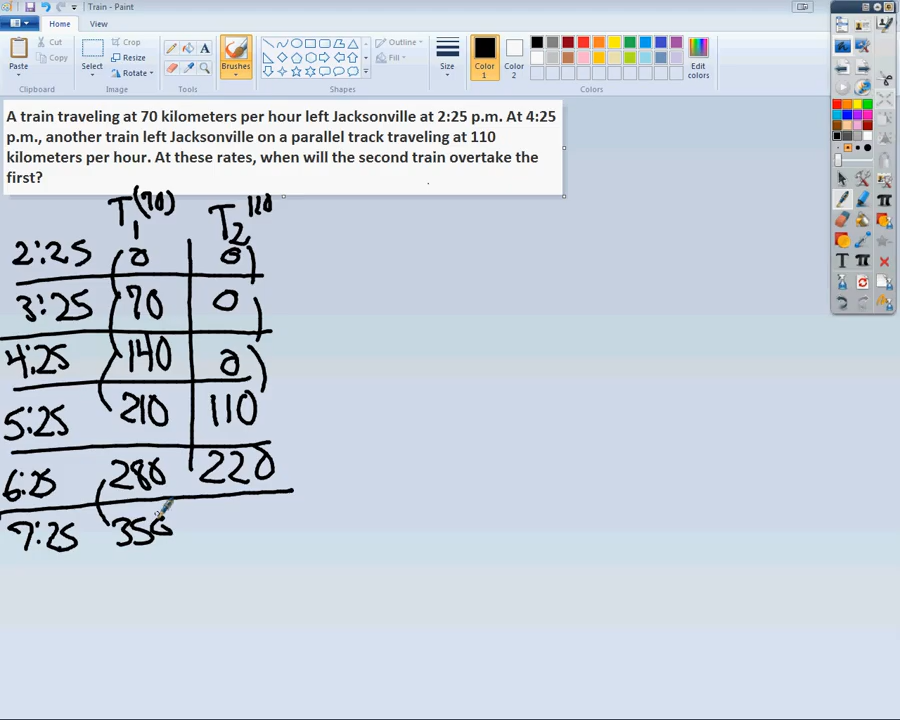 Train - Paint
Home View
Paste
Cut
Copy
Clipboard
Select
Crop
Resize
Rotate
Image
A
Tools
Brushes
Shapes
Outline
Fill
Size
Color 1
Color 2
Colors
Edit colors
A train traveling at 70 kilometers per hour left Jacksonville at 2:25 p.m. At 4:25
p.m., another train left Jacksonville on a parallel track traveling at 110
kilometers per hour. At these rates, when will the second train overtake the
first?
T1 (70) T2 110
2:25 0 0
3:25 70 0
4:25 140 0
5:25 210 110
6:25 280 220
7:25 350